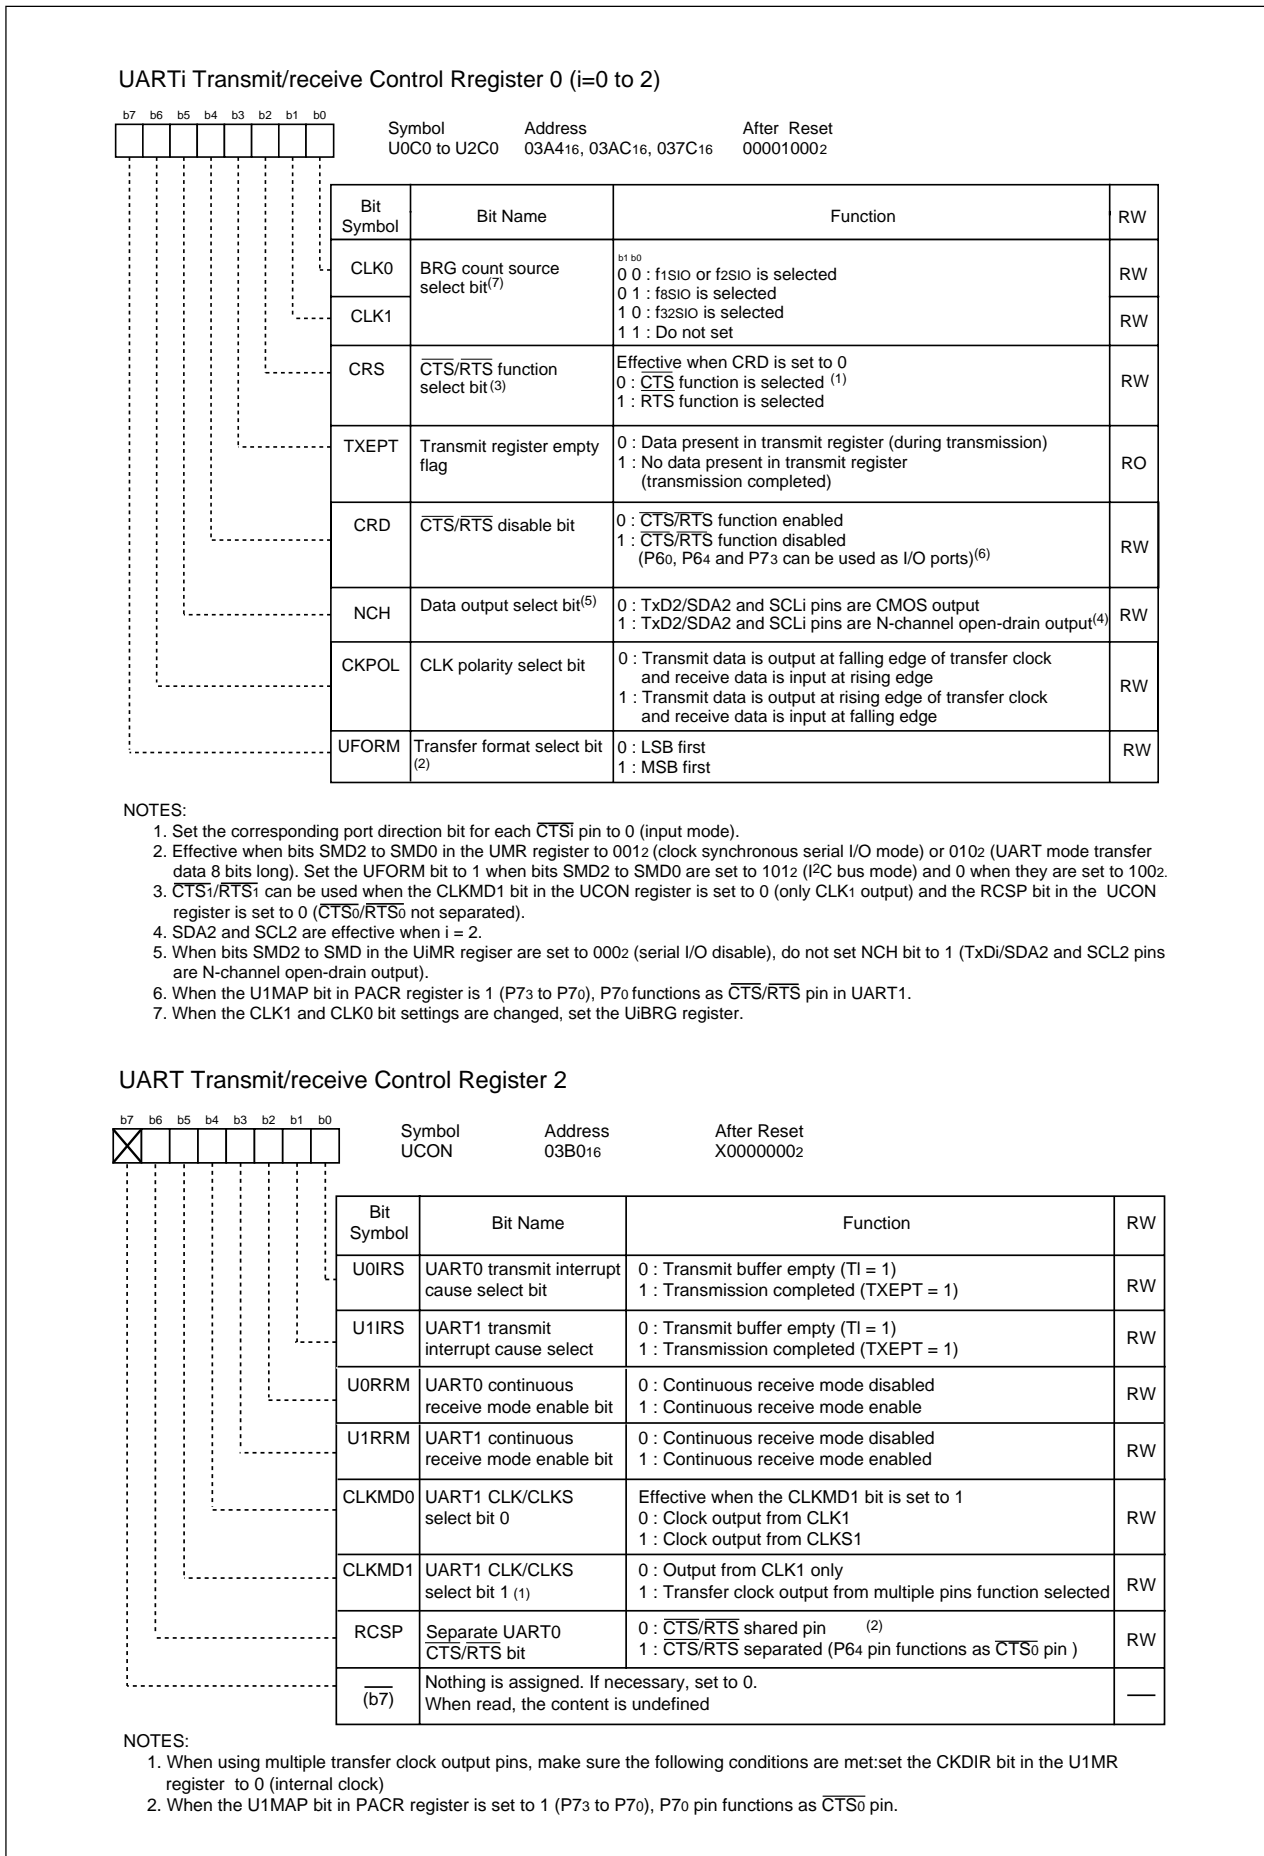 UARTi Transmit/receive Control Rregister 0 (i=0 to 2)
b7 b6 b5 b4 b3 b2 b1 b0
Symbol Address After Reset
U0C0 to U2C0 03A416, 03AC16, 037C16 000010002
Bit Symbol Bit Name Function RW
CLK0 BRG count source select bit(7) b1 b0
0 0 : f1SIO or f2SIO is selected RW
0 1 : f8SIO is selected
CLK1 1 0 : f32SIO is selected RW
1 1 : Do not set
CRS CTS/RTS function select bit(3) Effective when CRD is set to 0
0 : CTS function is selected (1) RW
1 : RTS function is selected
TXEPT Transmit register empty flag 0 : Data present in transmit register (during transmission)
1 : No data present in transmit register RO
(transmission completed)
CRD CTS/RTS disable bit 0 : CTS/RTS function enabled
1 : CTS/RTS function disabled RW
(P60, P64 and P73 can be used as I/O ports)(6)
NCH Data output select bit(5) 0 : TxD2/SDA2 and SCLi pins are CMOS output RW
1 : TxD2/SDA2 and SCLi pins are N-channel open-drain output(4)
CKPOL CLK polarity select bit 0 : Transmit data is output at falling edge of transfer clock
and receive data is input at rising edge RW
1 : Transmit data is output at rising edge of transfer clock
and receive data is input at falling edge
UFORM Transfer format select bit (2) 0 : LSB first RW
1 : MSB first
NOTES:
1. Set the corresponding port direction bit for each CTSi pin to 0 (input mode).
2. Effective when bits SMD2 to SMD0 in the UMR register to 0012 (clock synchronous serial I/O mode) or 0102 (UART mode transfer
data 8 bits long). Set the UFORM bit to 1 when bits SMD2 to SMD0 are set to 1012 (I2C bus mode) and 0 when they are set to 1002.
3. CTS1/RTS1 can be used when the CLKMD1 bit in the UCON register is set to 0 (only CLK1 output) and the RCSP bit in the UCON
register is set to 0 (CTS0/RTS0 not separated).
4. SDA2 and SCL2 are effective when i = 2.
5. When bits SMD2 to SMD in the UiMR regiser are set to 0002 (serial I/O disable), do not set NCH bit to 1 (TxDi/SDA2 and SCL2 pins
are N-channel open-drain output).
6. When the U1MAP bit in PACR register is 1 (P73 to P70), P70 functions as CTS/RTS pin in UART1.
7. When the CLK1 and CLK0 bit settings are changed, set the UiBRG register.
UART Transmit/receive Control Register 2
b7 b6 b5 b4 b3 b2 b1 b0
Symbol Address After Reset
UCON 03B016 X00000002
Bit Symbol Bit Name Function RW
U0IRS UART0 transmit interrupt cause select bit 0 : Transmit buffer empty (TI = 1)
1 : Transmission completed (TXEPT = 1) RW
U1IRS UART1 transmit interrupt cause select 0 : Transmit buffer empty (TI = 1)
1 : Transmission completed (TXEPT = 1) RW
U0RRM UART0 continuous receive mode enable bit 0 : Continuous receive mode disabled
1 : Continuous receive mode enable RW
U1RRM UART1 continuous receive mode enable bit 0 : Continuous receive mode disabled
1 : Continuous receive mode enabled RW
CLKMD0 UART1 CLK/CLKS select bit 0 Effective when the CLKMD1 bit is set to 1
0 : Clock output from CLK1 RW
1 : Clock output from CLKS1
CLKMD1 UART1 CLK/CLKS select bit 1 (1) 0 : Output from CLK1 only
1 : Transfer clock output from multiple pins function selected RW
RCSP Separate UART0 CTS/RTS bit 0 : CTS/RTS shared pin (2)
1 : CTS/RTS separated (P64 pin functions as CTS0 pin ) RW
(b7) Nothing is assigned. If necessary, set to 0.
When read, the content is undefined —
NOTES:
1. When using multiple transfer clock output pins, make sure the following conditions are met:set the CKDIR bit in the U1MR
register to 0 (internal clock)
2. When the U1MAP bit in PACR register is set to 1 (P73 to P70), P70 pin functions as CTS0 pin.